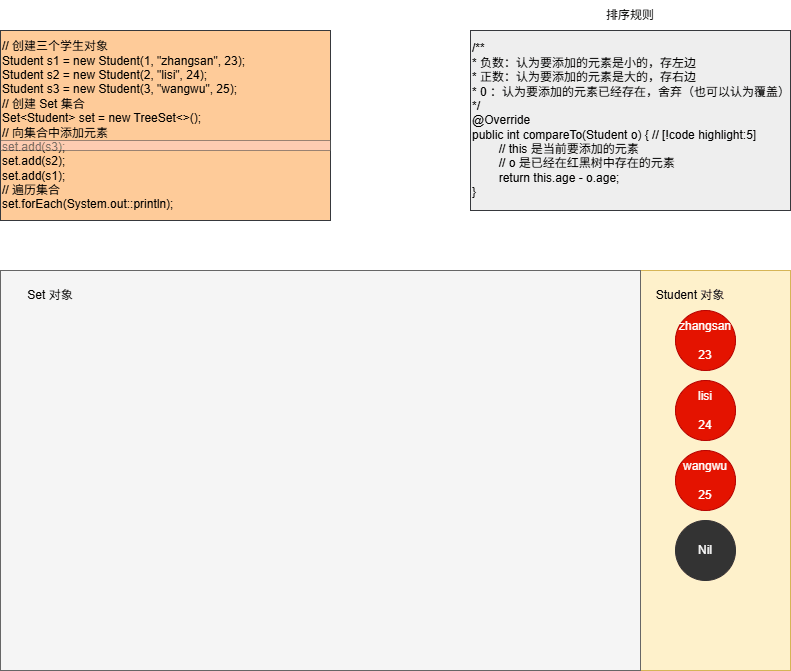 排序规则
// 创建三个学生对象
Student s1 = new Student(1, "zhangsan", 23);
Student s2 = new Student(2, "lisi", 24);
Student s3 = new Student(3, "wangwu", 25);
// 创建 Set 集合
Set<Student> set = new TreeSet<>();
// 向集合中添加元素
set.add(s3);
set.add(s2);
set.add(s1);
// 遍历集合
set.forEach(System.out::println);
/**
* 负数：认为要添加的元素是小的，存左边
* 正数：认为要添加的元素是大的，存右边
* 0 ：认为要添加的元素已经存在，舍弃（也可以认为覆盖）
*/
@Override
public int compareTo(Student o) { // [!code highlight:5]
// this 是当前要添加的元素
// o 是已经在红黑树中存在的元素
return this.age - o.age;
}
Set 对象
Student 对象
zhangsan
23
lisi
24
wangwu
25
Nil